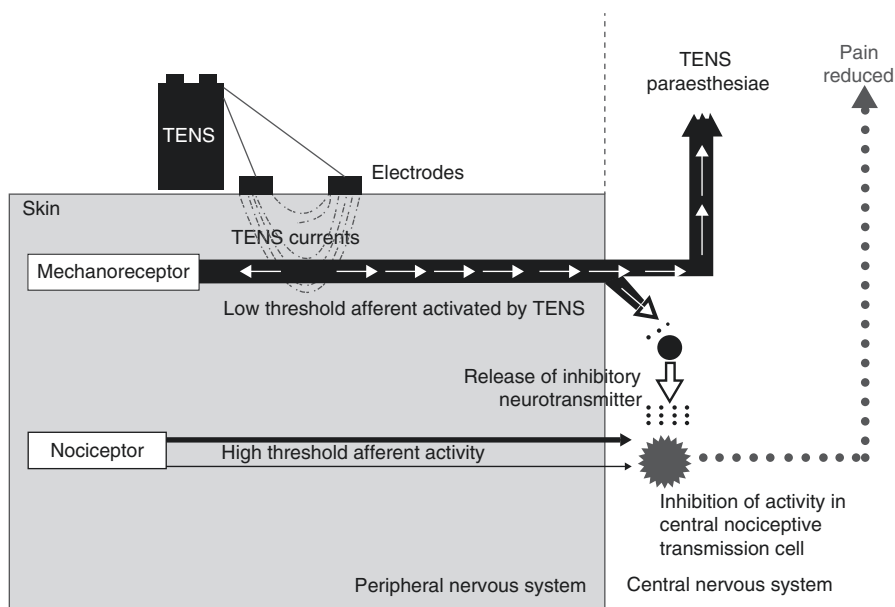 TENS
paraesthesiae
Pain
reduced
TENS
Electrodes
Skin
TENS currents
Mechanoreceptor
Low threshold afferent activated by TENS
Release of inhibitory
neurotransmitter
Nociceptor
High threshold afferent activity
Inhibition of activity in
central nociceptive
transmission cell
Peripheral nervous system
Central nervous system